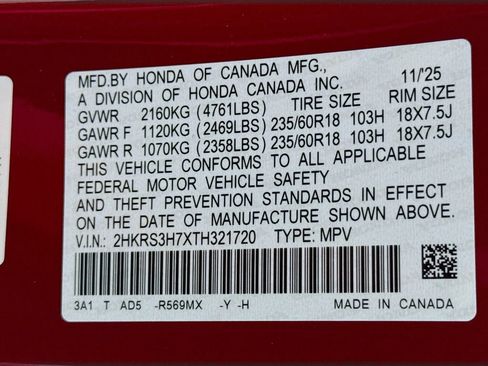 MFD.BY HONDA OF CANADA MFG., 11/'25
A DIVISION OF HONDA CANADA INC.
GVWR 2160KG (4761LBS) TIRE SIZE RIM SIZE
GAWR F 1120KG (2469LBS) 235/60R18 103H 18X7.5J
GAWR R 1070KG (2358LBS) 235/60R18 103H 18X7.5J
THIS VEHICLE CONFORMS TO ALL APPLICABLE
FEDERAL MOTOR VEHICLE SAFETY
AND THEFT PREVENTION STANDARDS IN EFFECT
ON THE DATE OF MANUFACTURE SHOWN ABOVE.
V.I.N.: 2HKRS3H7XTH321720 TYPE: MPV
3A1 T AD5 -R569MX -Y -H MADE IN CANADA